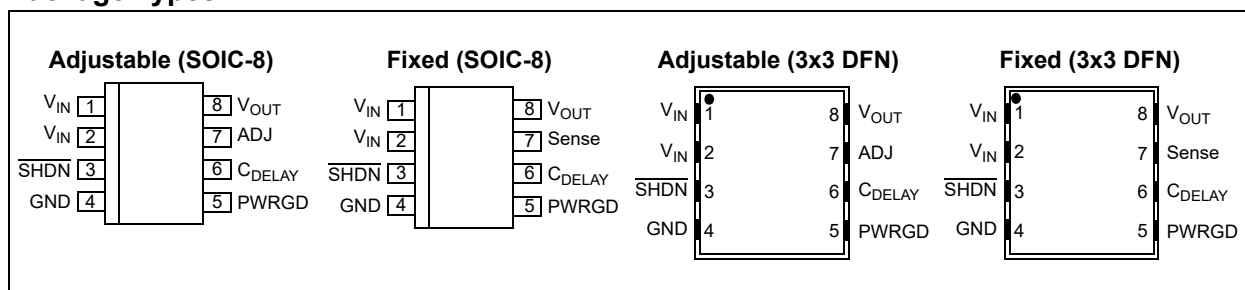 Package Types
Adjustable (SOIC-8)
VIN 1
VIN 2
SHDN 3
GND 4
8 VOUT
7 ADJ
6 CDELAY
5 PWRGD
Fixed (SOIC-8)
VIN 1
VIN 2
SHDN 3
GND 4
8 VOUT
7 Sense
6 CDELAY
5 PWRGD
Adjustable (3x3 DFN)
VIN 1
VIN 2
SHDN 3
GND 4
8 VOUT
7 ADJ
6 CDELAY
5 PWRGD
Fixed (3x3 DFN)
VIN 1
VIN 2
SHDN 3
GND 4
8 VOUT
7 Sense
6 CDELAY
5 PWRGD